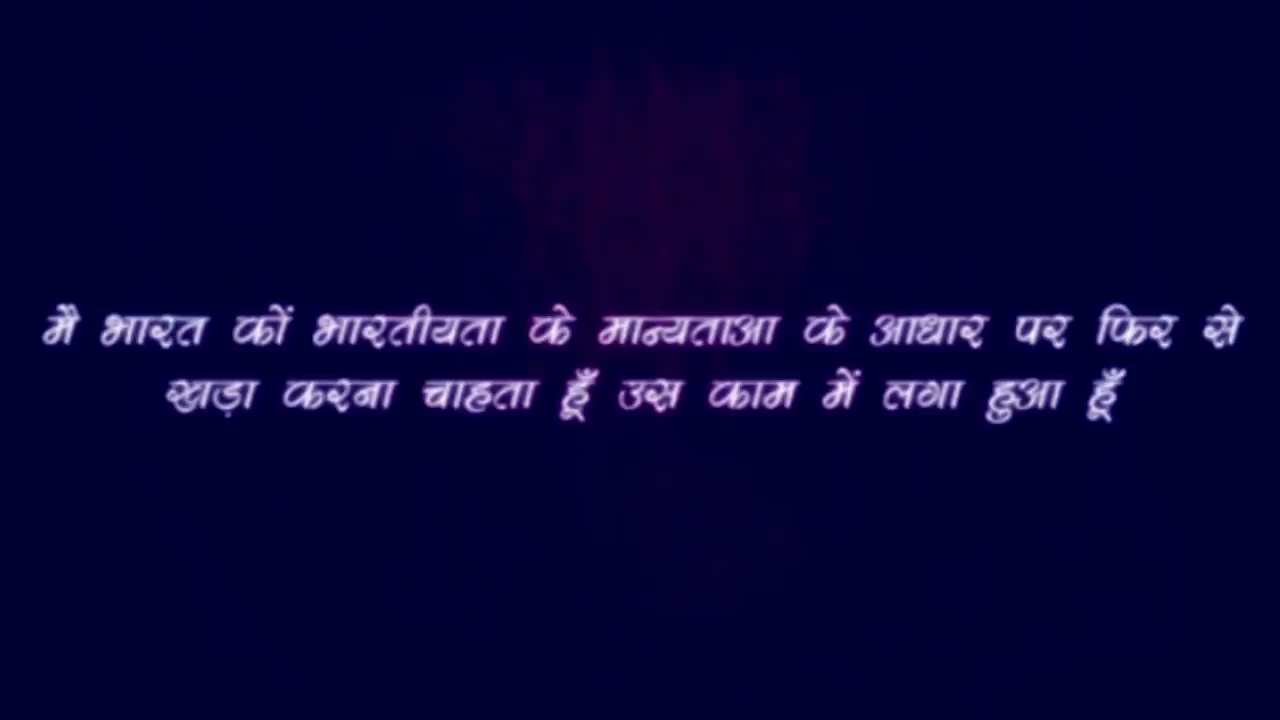 मै भारत कों भारतीयता के मान्यताआ के आधार पर फिर से
खड़ा करना चाहता हूँ उस काम में लगा हुआ हूँ